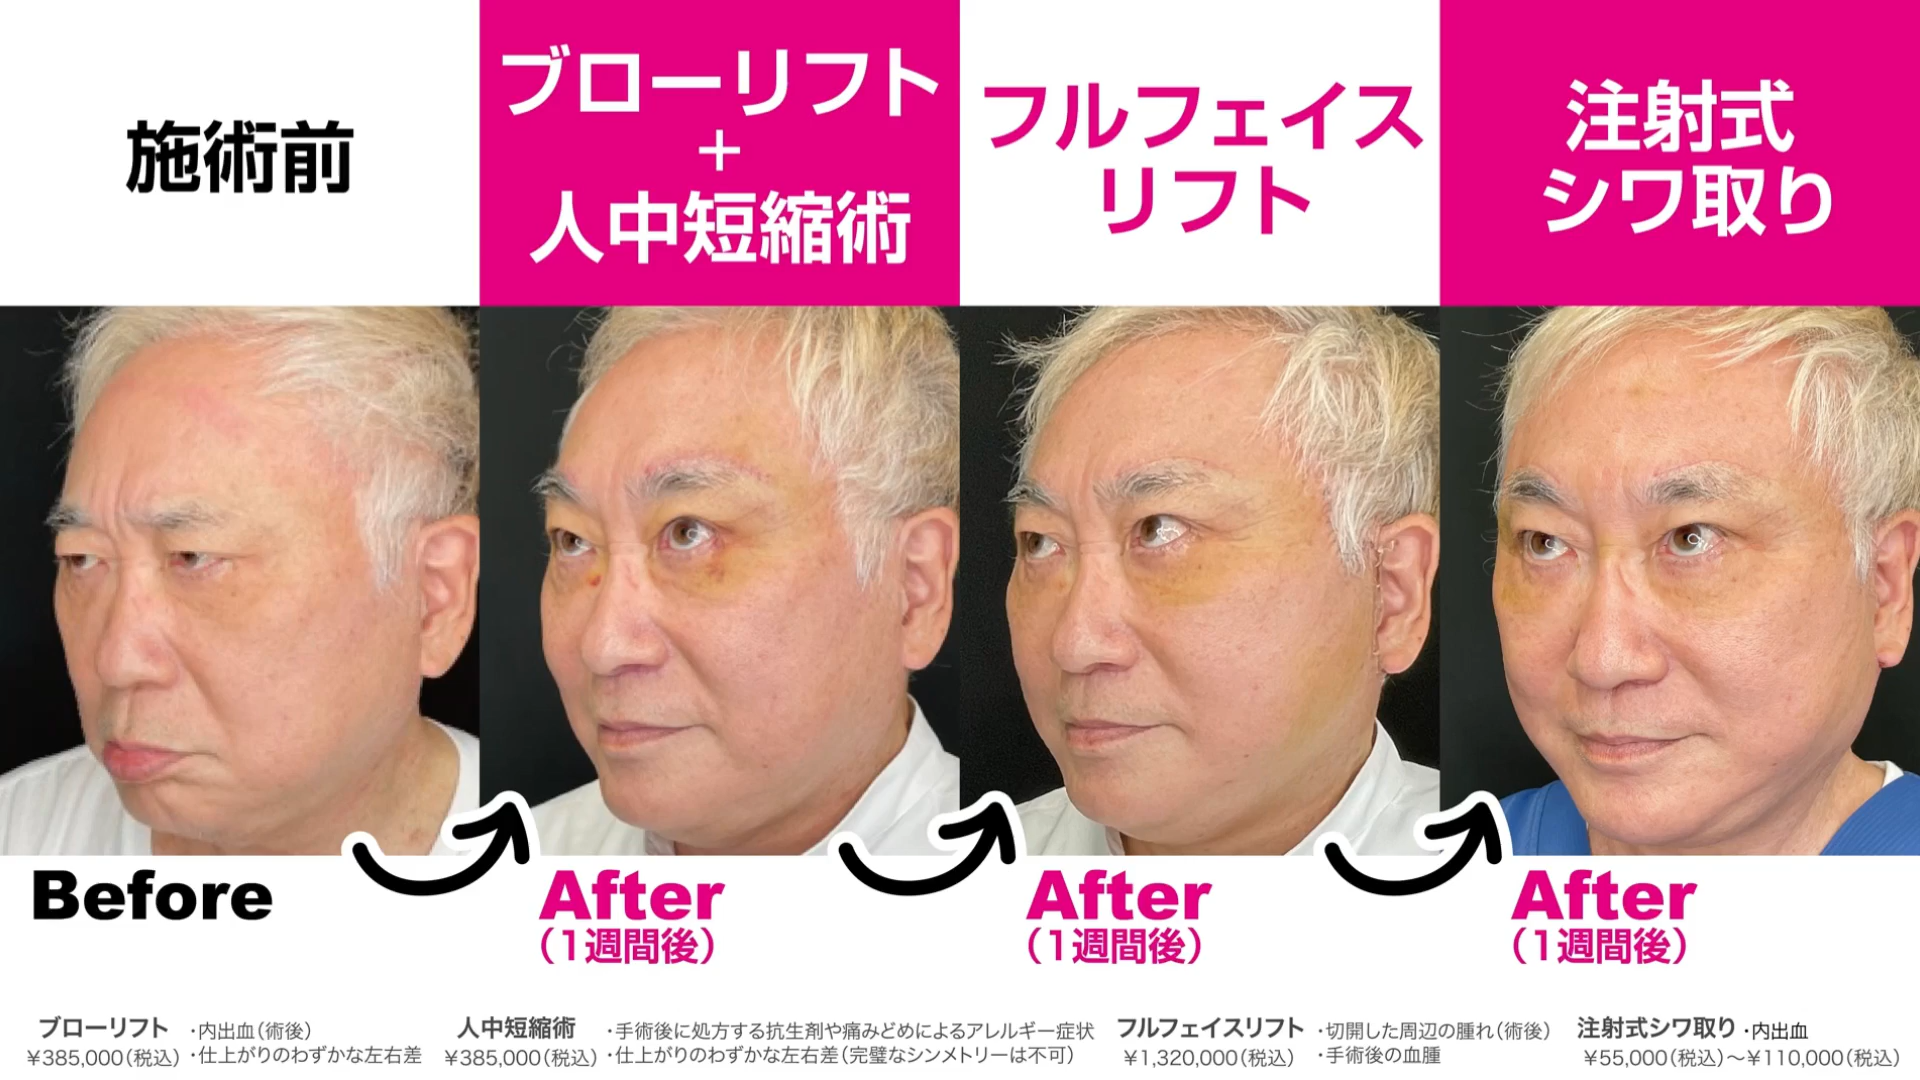 施術前
ブローリフト
+
人中短縮術
フルフェイス
リフト
注射式
シワ取り
Before
After
（1週間後）
After
（1週間後）
After
（1週間後）
ブローリフト
¥385,000（税込）
・内出血（術後）
・仕上がりのわずかな左右差
人中短縮術
¥385,000（税込）
・手術後に処方する抗生剤や痛みどめによるアレルギー症状
・仕上がりのわずかな左右差（完璧なシンメトリーは不可）
フルフェイスリフト
¥1,320,000（税込）
・切開した周辺の腫れ（術後）
・手術後の血腫
注射式シワ取り
・内出血
¥55,000（税込）〜¥110,000（税込）